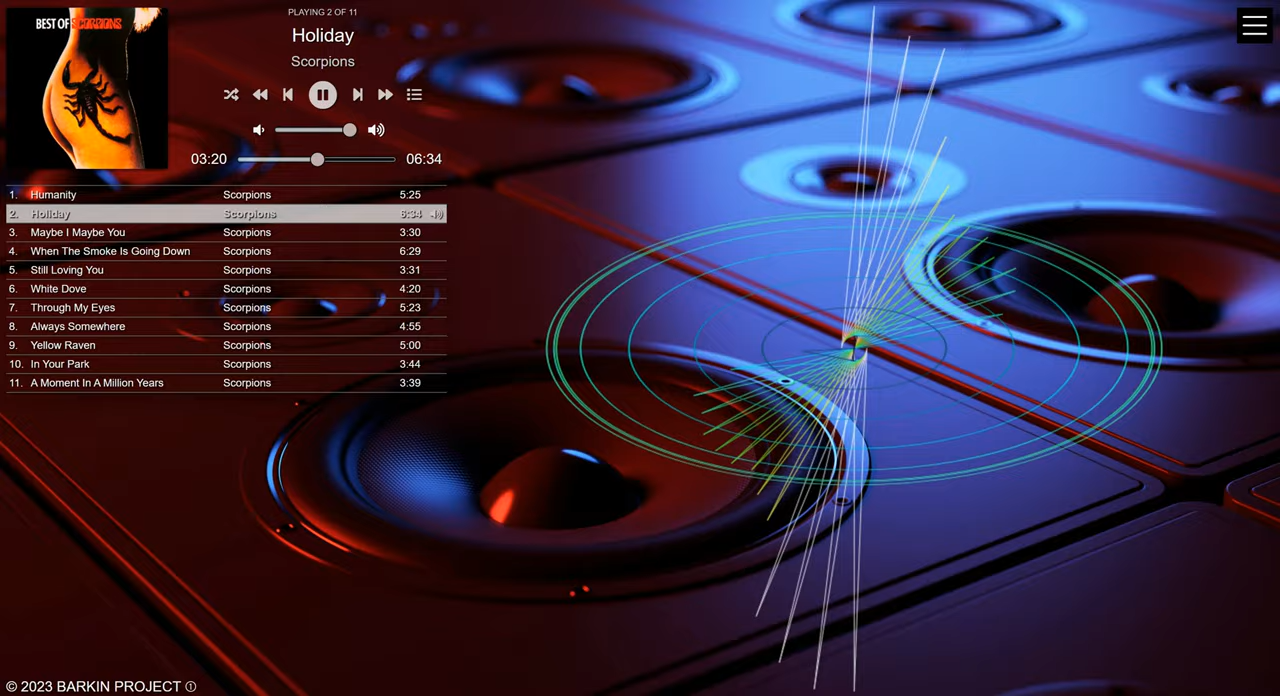 BEST OF SCORPIONS
PLAYING 2 OF 11
Holiday
Scorpions
03:20 06:34
1. Humanity Scorpions 5:25
2. Holiday Scorpions 6:34
3. Maybe I Maybe You Scorpions 3:30
4. When The Smoke Is Going Down Scorpions 6:29
5. Still Loving You Scorpions 3:31
6. White Dove Scorpions 4:20
7. Through My Eyes Scorpions 5:23
8. Always Somewhere Scorpions 4:55
9. Yellow Raven Scorpions 5:00
10. In Your Park Scorpions 3:44
11. A Moment In A Million Years Scorpions 3:39
© 2023 BARKIN PROJECT ①